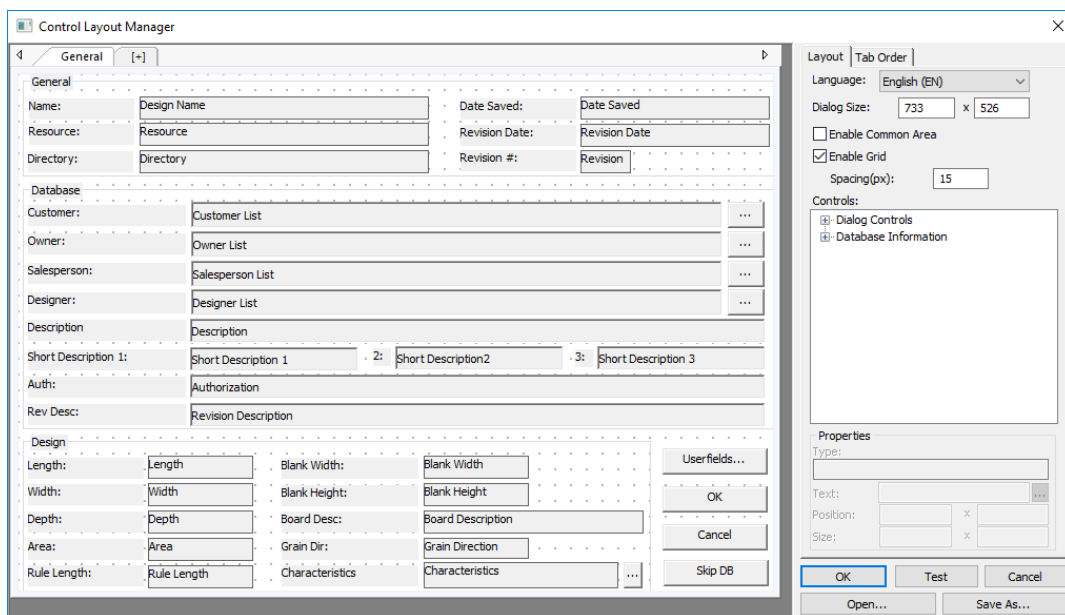 Control Layout Manager
General [+]
General
Name: Design Name Date Saved: Date Saved
Resource: Resource Revision Date: Revision Date
Directory: Directory Revision #: Revision
Database
Customer: Customer List ...
Owner: Owner List ...
Salesperson: Salesperson List ...
Designer: Designer List ...
Description Description
Short Description 1: Short Description 1 2: Short Description2 3: Short Description 3
Auth: Authorization
Rev Desc: Revision Description
Design
Length: Length Blank Width: Blank Width
Width: Width Blank Height: Blank Height
Depth: Depth Board Desc: Board Description
Area: Area Grain Dir: Grain Direction
Rule Length: Rule Length Characteristics Characteristics ...
Userfields...
OK
Cancel
Skip DB
Layout Tab Order
Language: English (EN)
Dialog Size: 733 x 526
Enable Common Area
Enable Grid
Spacing(px): 15
Controls:
Dialog Controls
Database Information
Properties
Type:
Text: ...
Position: x
Size: x
OK Test Cancel
Open... Save As...